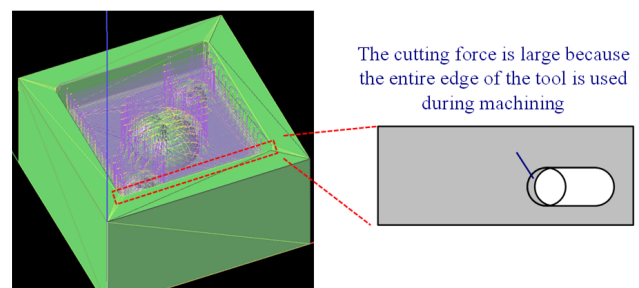 The cutting force is large because
the entire edge of the tool is used
during machining